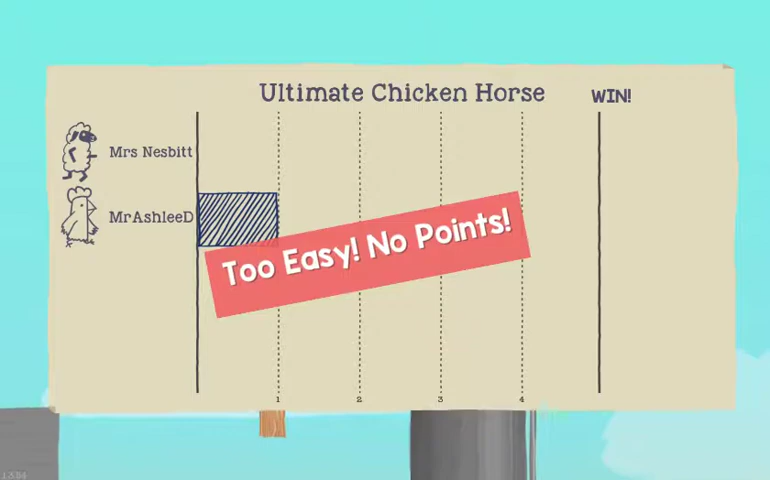 Ultimate Chicken Horse
WIN!
Mrs Nesbitt
MrAshleeD
Too Easy! No Points!
1 2 3 4